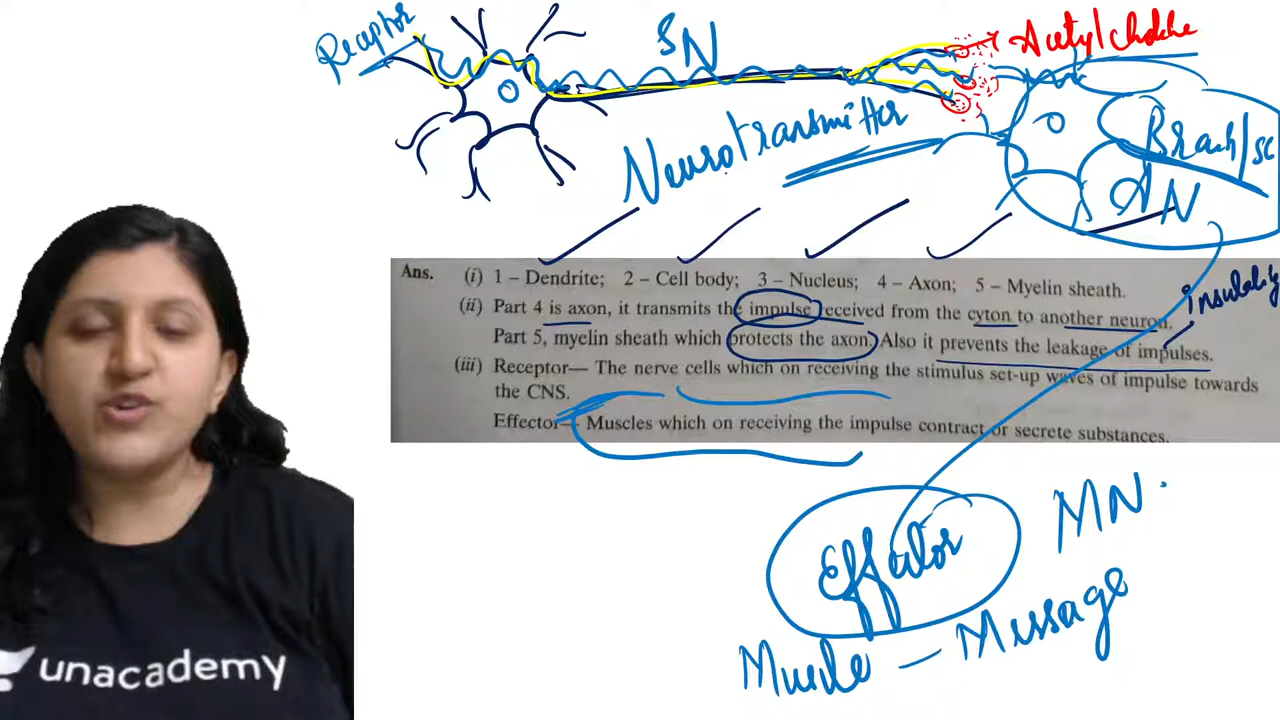 Receptor
SN
Acetylcholine
Neurotransmitter
Brain/SC
AN
Ans. (i) 1 – Dendrite; 2 – Cell body; 3 – Nucleus; 4 – Axon; 5 – Myelin sheath.
(ii) Part 4 is axon, it transmits the impulse received from the cyton to another neuron.
Part 5, myelin sheath which protects the axon. Also it prevents the leakage of impulses.
(iii) Receptor— The nerve cells which on receiving the stimulus set-up waves of impulse towards
the CNS.
Effector— Muscles which on receiving the impulse contract or secrete substances.
Effector
MN
Muscle – Message
unacademy